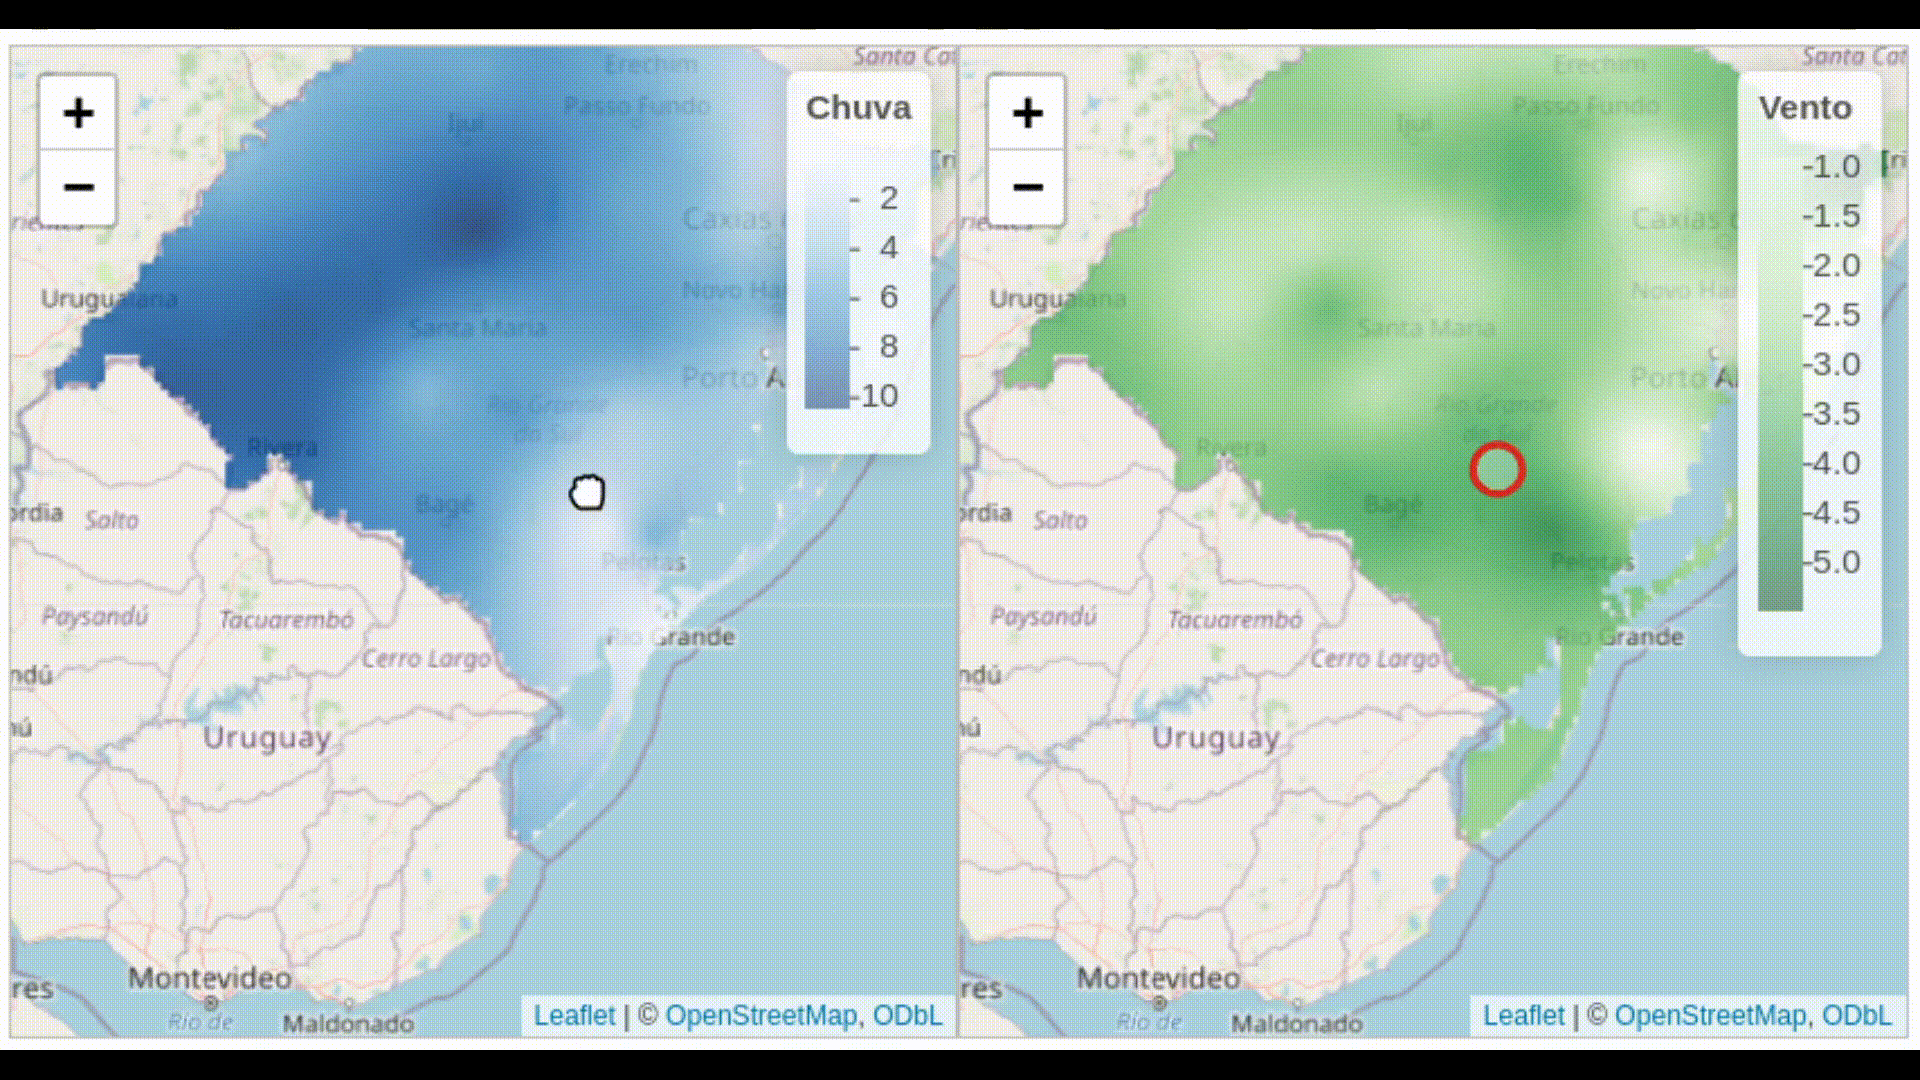 Santa Cat
Erechim
Passo Fundo
Ijuí
+
−
Chuva
2
4
6
8
10
Caxias
Novo Ha
Uruguaiana
Santa Maria
Porto A
Rio Grande
do Sul
Rivera
Bagé
ordia
Salto
Pelotas
Rio Grande
Paysandú
Tacuarembó
Cerro Largo
ndú
Uruguay
Montevideo
res
Río de
Maldonado
Leaflet | © OpenStreetMap, ODbL
Santa Cat
Erechim
Passo Fundo
Ijuí
+
−
Vento
-1.0
-1.5
-2.0
-2.5
-3.0
-3.5
-4.0
-4.5
-5.0
Caxias
Novo Ha
Uruguaiana
Santa Maria
Porto A
Rio Grande
do Sul
Rivera
Bagé
ordia
Salto
Pelotas
Rio Grande
Paysandú
Tacuarembó
Cerro Largo
ndú
Uruguay
Montevideo
res
Río de
Maldonado
Leaflet | © OpenStreetMap, ODbL